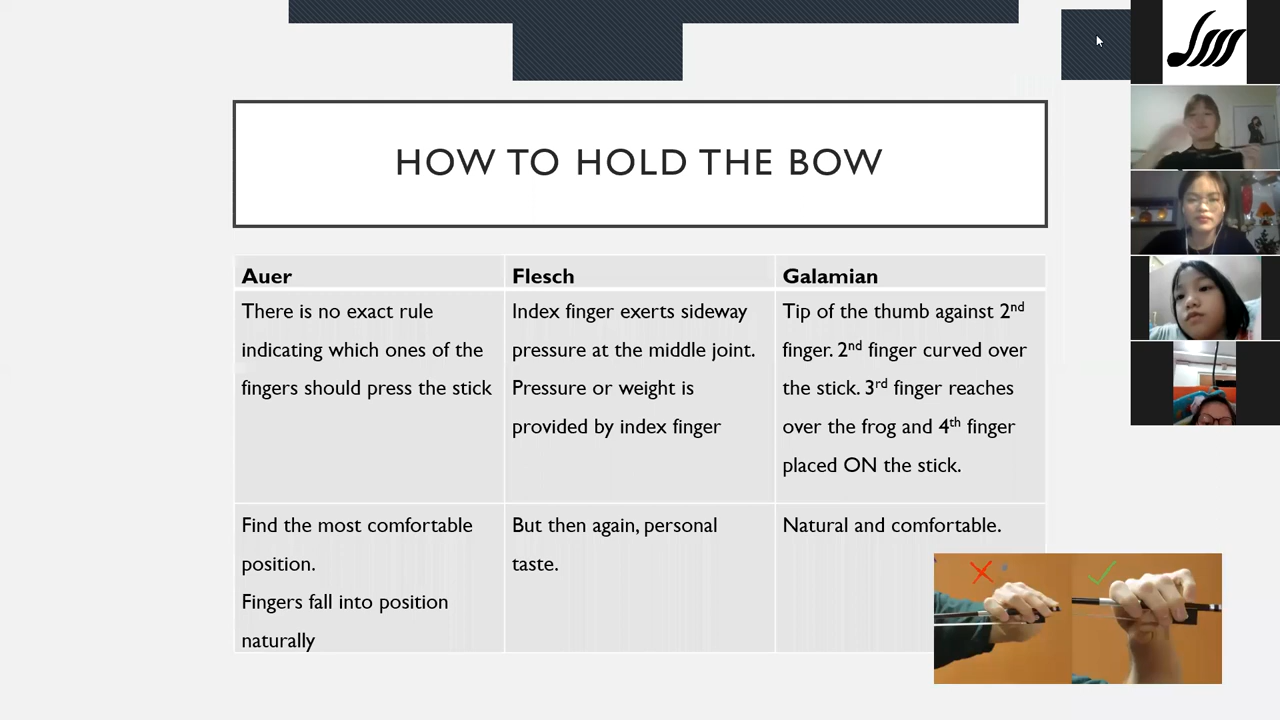 HOW TO HOLD THE BOW
Auer
Flesch
Galamian
There is no exact rule
indicating which ones of the
fingers should press the stick
Index finger exerts sideway
pressure at the middle joint.
Pressure or weight is
provided by index finger
Tip of the thumb against 2nd
finger. 2nd finger curved over
the stick. 3rd finger reaches
over the frog and 4th finger
placed ON the stick.
Find the most comfortable
position.
Fingers fall into position
naturally
But then again, personal
taste.
Natural and comfortable.